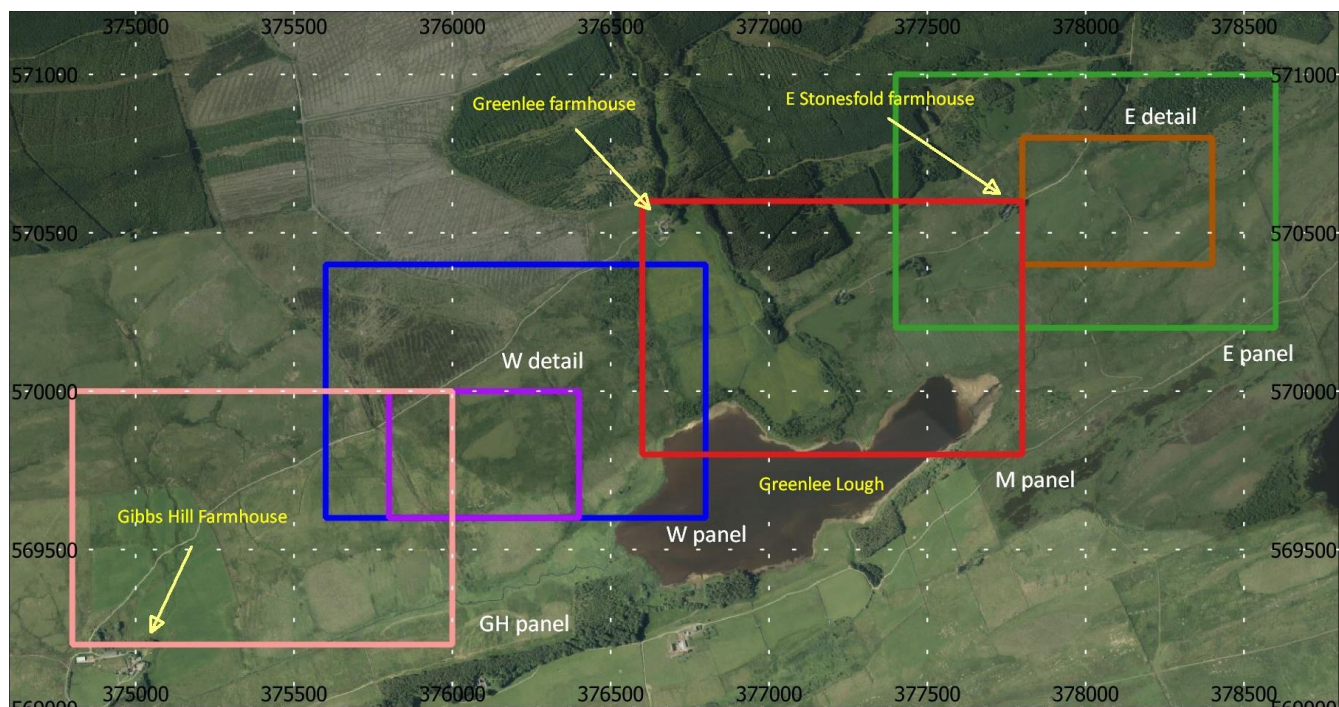 375000 375500 376000 376500 377000 377500 378000 378500
571000 571000
Greenlee farmhouse
E Stonesfold farmhouse
E detail
570500 570500
E panel
W detail
570000 570000
M panel
Greenlee Lough
Gibbs Hill Farmhouse
W panel
569500 569500
GH panel
375000 375500 376000 376500 377000 377500 378000 378500
569000 569000